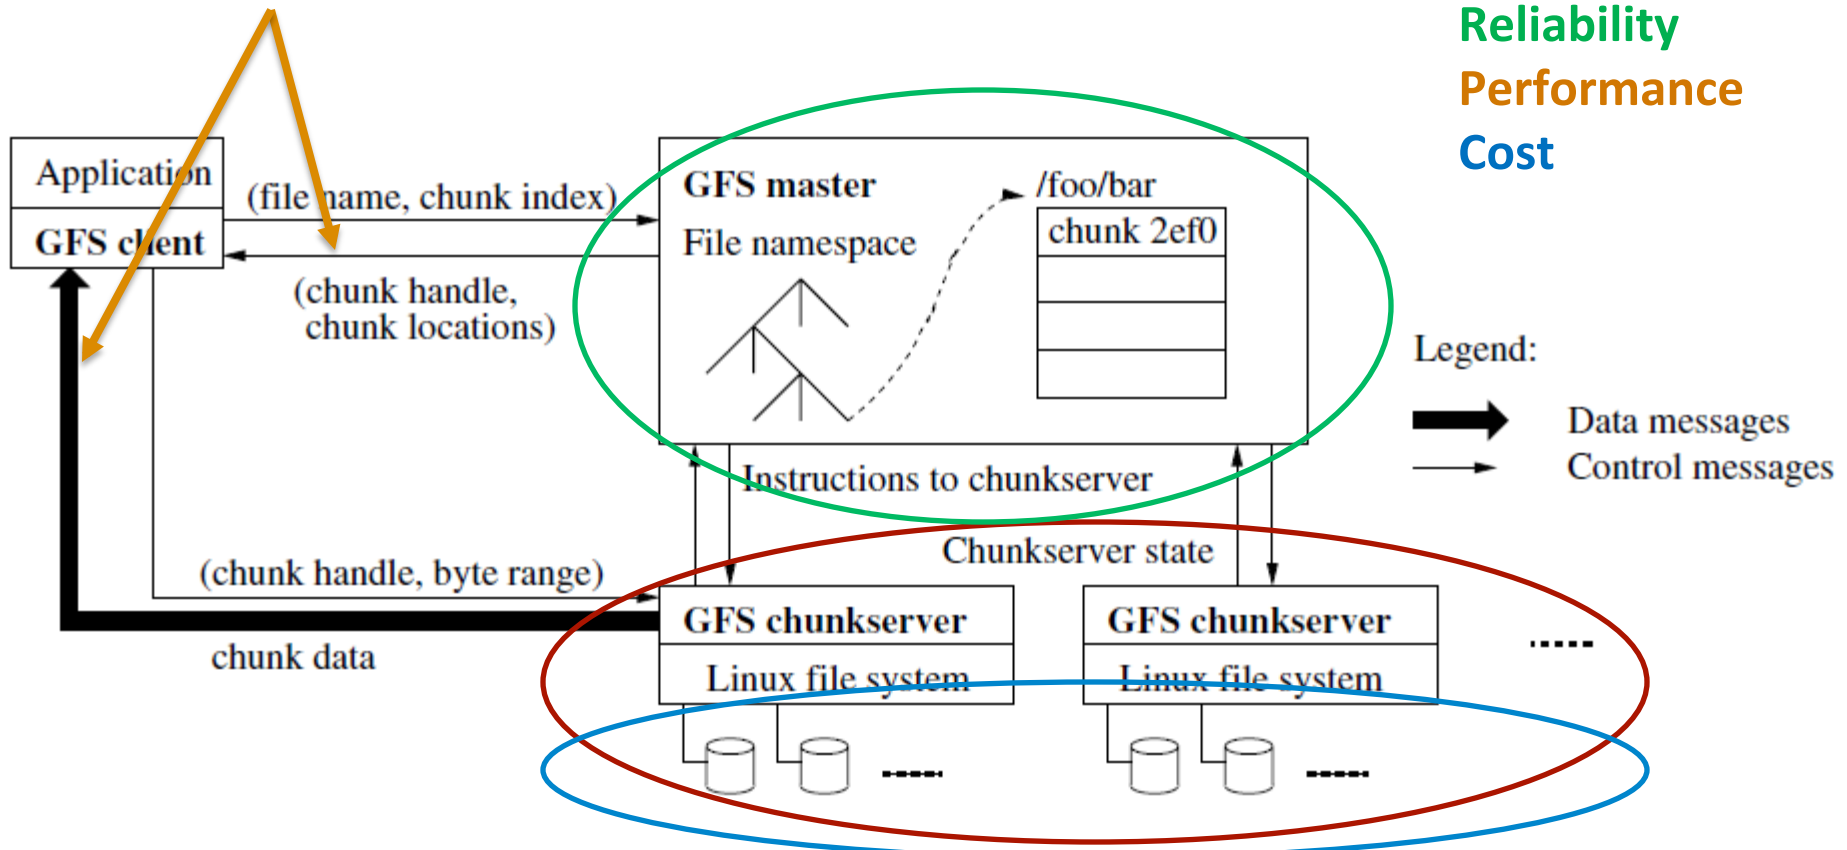 Reliability
Performance
Cost
Application
GFS client
(file name, chunk index)
(chunk handle,
chunk locations)
GFS master
File namespace
/foo/bar
chunk 2ef0
Legend:
Data messages
Control messages
Instructions to chunkserver
Chunkserver state
(chunk handle, byte range)
chunk data
GFS chunkserver
Linux file system
GFS chunkserver
Linux file system